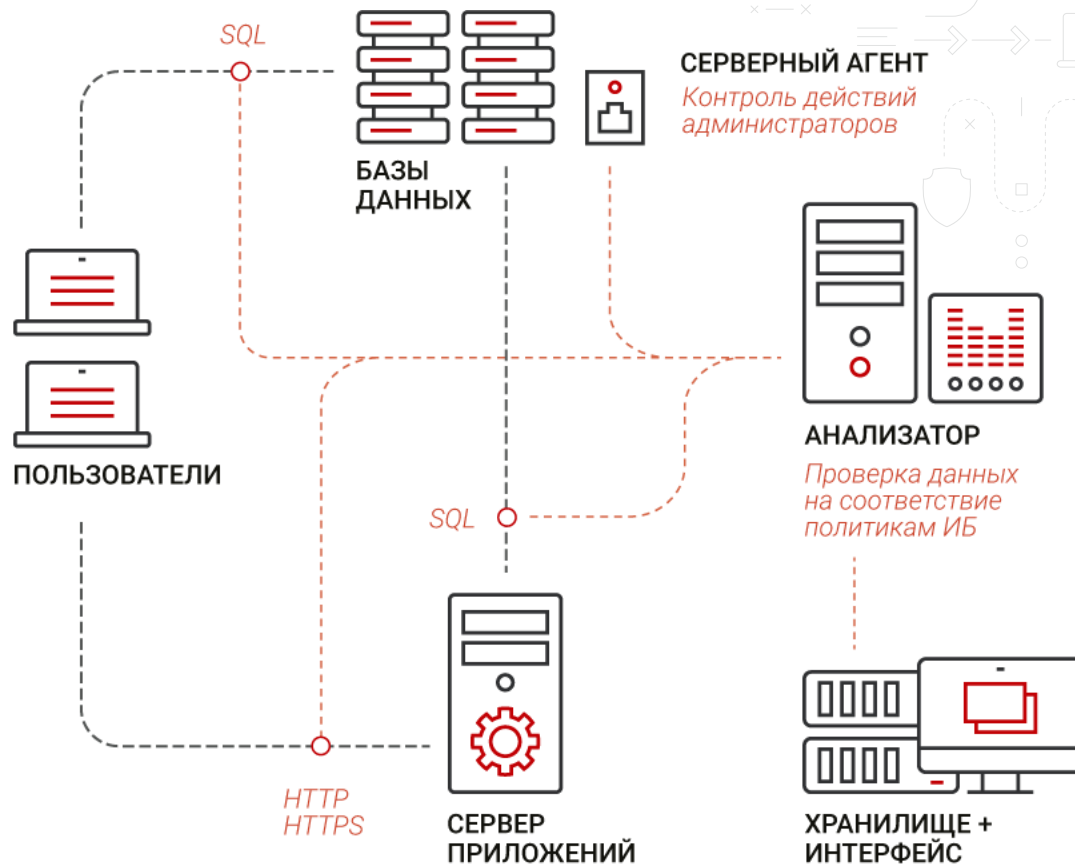 SQL
СЕРВЕРНЫЙ АГЕНТ
Контроль действий
администраторов
БАЗЫ
ДАННЫХ
ПОЛЬЗОВАТЕЛИ
АНАЛИЗАТОР
Проверка данных
на соответствие
политикам ИБ
SQL
HTTP
HTTPS
СЕРВЕР
ПРИЛОЖЕНИЙ
ХРАНИЛИЩЕ +
ИНТЕРФЕЙС